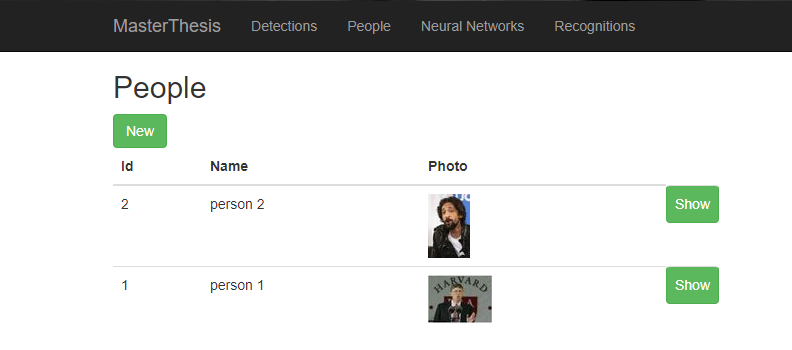 MasterThesis Detections People Neural Networks Recognitions
People
New
Id Name Photo
2 person 2 Show
HARVARD
1 person 1 Show